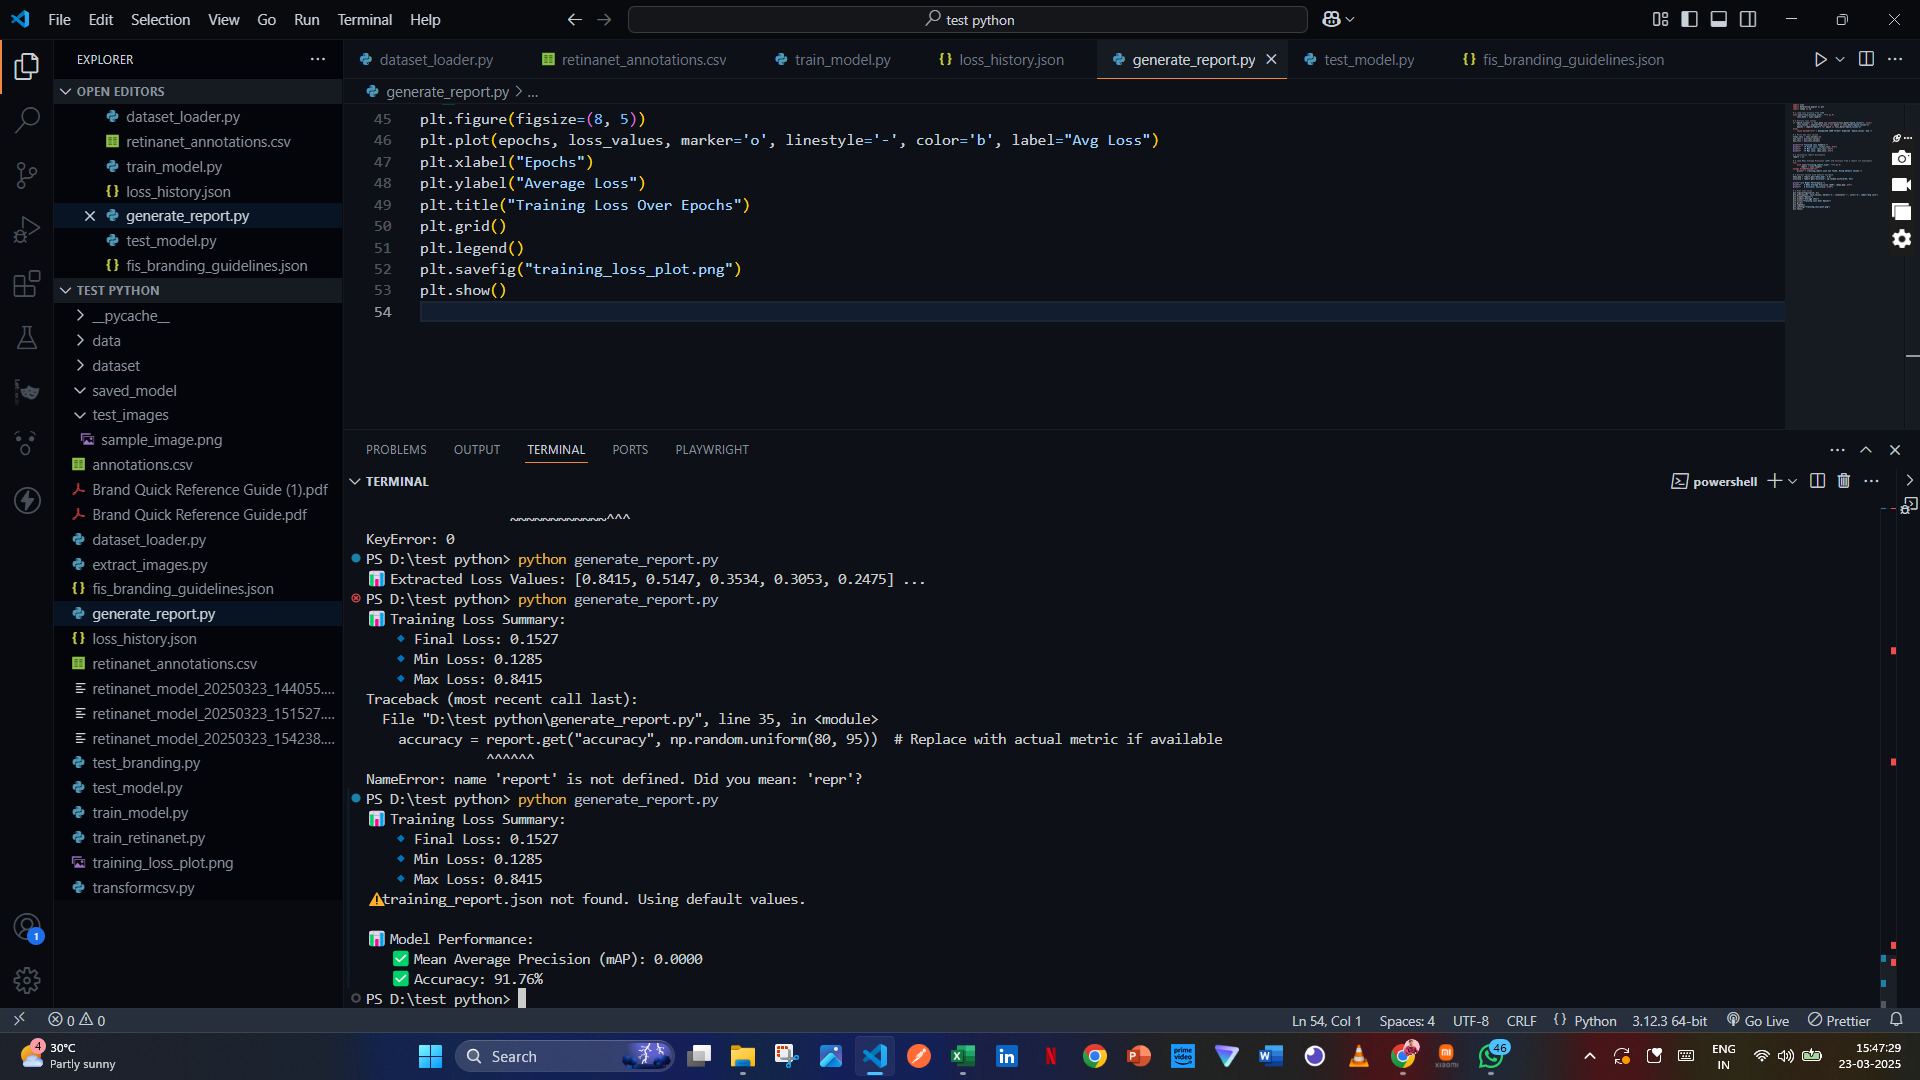 File Edit Selection View Go Run Terminal Help
test python
EXPLORER
OPEN EDITORS
dataset_loader.py
retinanet_annotations.csv
train_model.py
loss_history.json
generate_report.py
test_model.py
fis_branding_guidelines.json
TEST PYTHON
__pycache__
data
dataset
saved_model
test_images
sample_image.png
annotations.csv
Brand Quick Reference Guide (1).pdf
Brand Quick Reference Guide.pdf
dataset_loader.py
extract_images.py
fis_branding_guidelines.json
generate_report.py
loss_history.json
retinanet_annotations.csv
retinanet_model_20250323_144055....
retinanet_model_20250323_151527....
retinanet_model_20250323_154238....
test_branding.py
test_model.py
train_model.py
train_retinanet.py
training_loss_plot.png
transformcsv.py
dataset_loader.py retinanet_annotations.csv train_model.py loss_history.json generate_report.py test_model.py fis_branding_guidelines.json
generate_report.py > ...
45 plt.figure(figsize=(8, 5))
46 plt.plot(epochs, loss_values, marker='o', linestyle='-', color='b', label="Avg Loss")
47 plt.xlabel("Epochs")
48 plt.ylabel("Average Loss")
49 plt.title("Training Loss Over Epochs")
50 plt.grid()
51 plt.legend()
52 plt.savefig("training_loss_plot.png")
53 plt.show()
54
PROBLEMS OUTPUT TERMINAL PORTS PLAYWRIGHT
TERMINAL
powershell
~~~~~~~~~~~~^^^
KeyError: 0
PS D:\test python> python generate_report.py
📊 Extracted Loss Values: [0.8415, 0.5147, 0.3534, 0.3053, 0.2475] ...
PS D:\test python> python generate_report.py
📊 Training Loss Summary:
🔹 Final Loss: 0.1527
🔹 Min Loss: 0.1285
🔹 Max Loss: 0.8415
Traceback (most recent call last):
File "D:\test python\generate_report.py", line 35, in <module>
accuracy = report.get("accuracy", np.random.uniform(80, 95))  # Replace with actual metric if available
^^^^^^
NameError: name 'report' is not defined. Did you mean: 'repr'?
PS D:\test python> python generate_report.py
📊 Training Loss Summary:
🔹 Final Loss: 0.1527
🔹 Min Loss: 0.1285
🔹 Max Loss: 0.8415
⚠training_report.json not found. Using default values.
📊 Model Performance:
✅ Mean Average Precision (mAP): 0.0000
✅ Accuracy: 91.76%
PS D:\test python>
1
0 0
Ln 54, Col 1 Spaces: 4 UTF-8 CRLF {} Python 3.12.3 64-bit Go Live Prettier
4
30°C
Partly sunny
Search
46
ENG
IN
15:47:29
23-03-2025